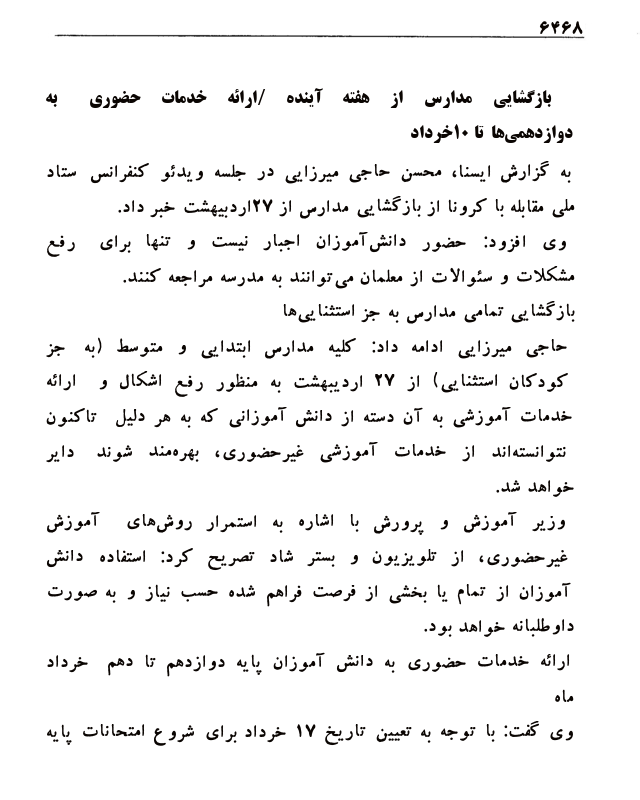 ۶۴۶۸
بازگشایی مدارس از هفته آینده /ارائه خدمات حضوری به
دوازدهمی‌ها تا ۱۰خرداد
به گزارش ایسنا، محسن حاجی میرزایی در جلسه ویدئو کنفرانس ستاد
ملی مقابله با کرونا از بازگشایی مدارس از ۲۷اردیبهشت خبر داد.
وی افزود: حضور دانش‌آموزان اجبار نیست و تنها برای رفع
مشکلات و سئوالات از معلمان می‌توانند به مدرسه مراجعه کنند.
بازگشایی تمامی مدارس به جز استثنایی‌ها
حاجی میرزایی ادامه داد: کلیه مدارس ابتدایی و متوسط (به جز
کودکان استثنایی) از ۲۷ اردیبهشت به منظور رفع اشکال و ارائه
خدمات آموزشی به آن دسته از دانش آموزانی که به هر دلیل تاکنون
نتوانسته‌اند از خدمات آموزشی غیرحضوری، بهره‌مند شوند دایر
خواهد شد.
وزیر آموزش و پرورش با اشاره به استمرار روش‌های آموزش
غیرحضوری، از تلویزیون و بستر شاد تصریح کرد: استفاده دانش
آموزان از تمام یا بخشی از فرصت فراهم شده حسب نیاز و به صورت
داوطلبانه خواهد بود.
ارائه خدمات حضوری به دانش آموزان پایه دوازدهم تا دهم خرداد
ماه
وی گفت: با توجه به تعیین تاریخ ۱۷ خرداد برای شروع امتحانات پایه